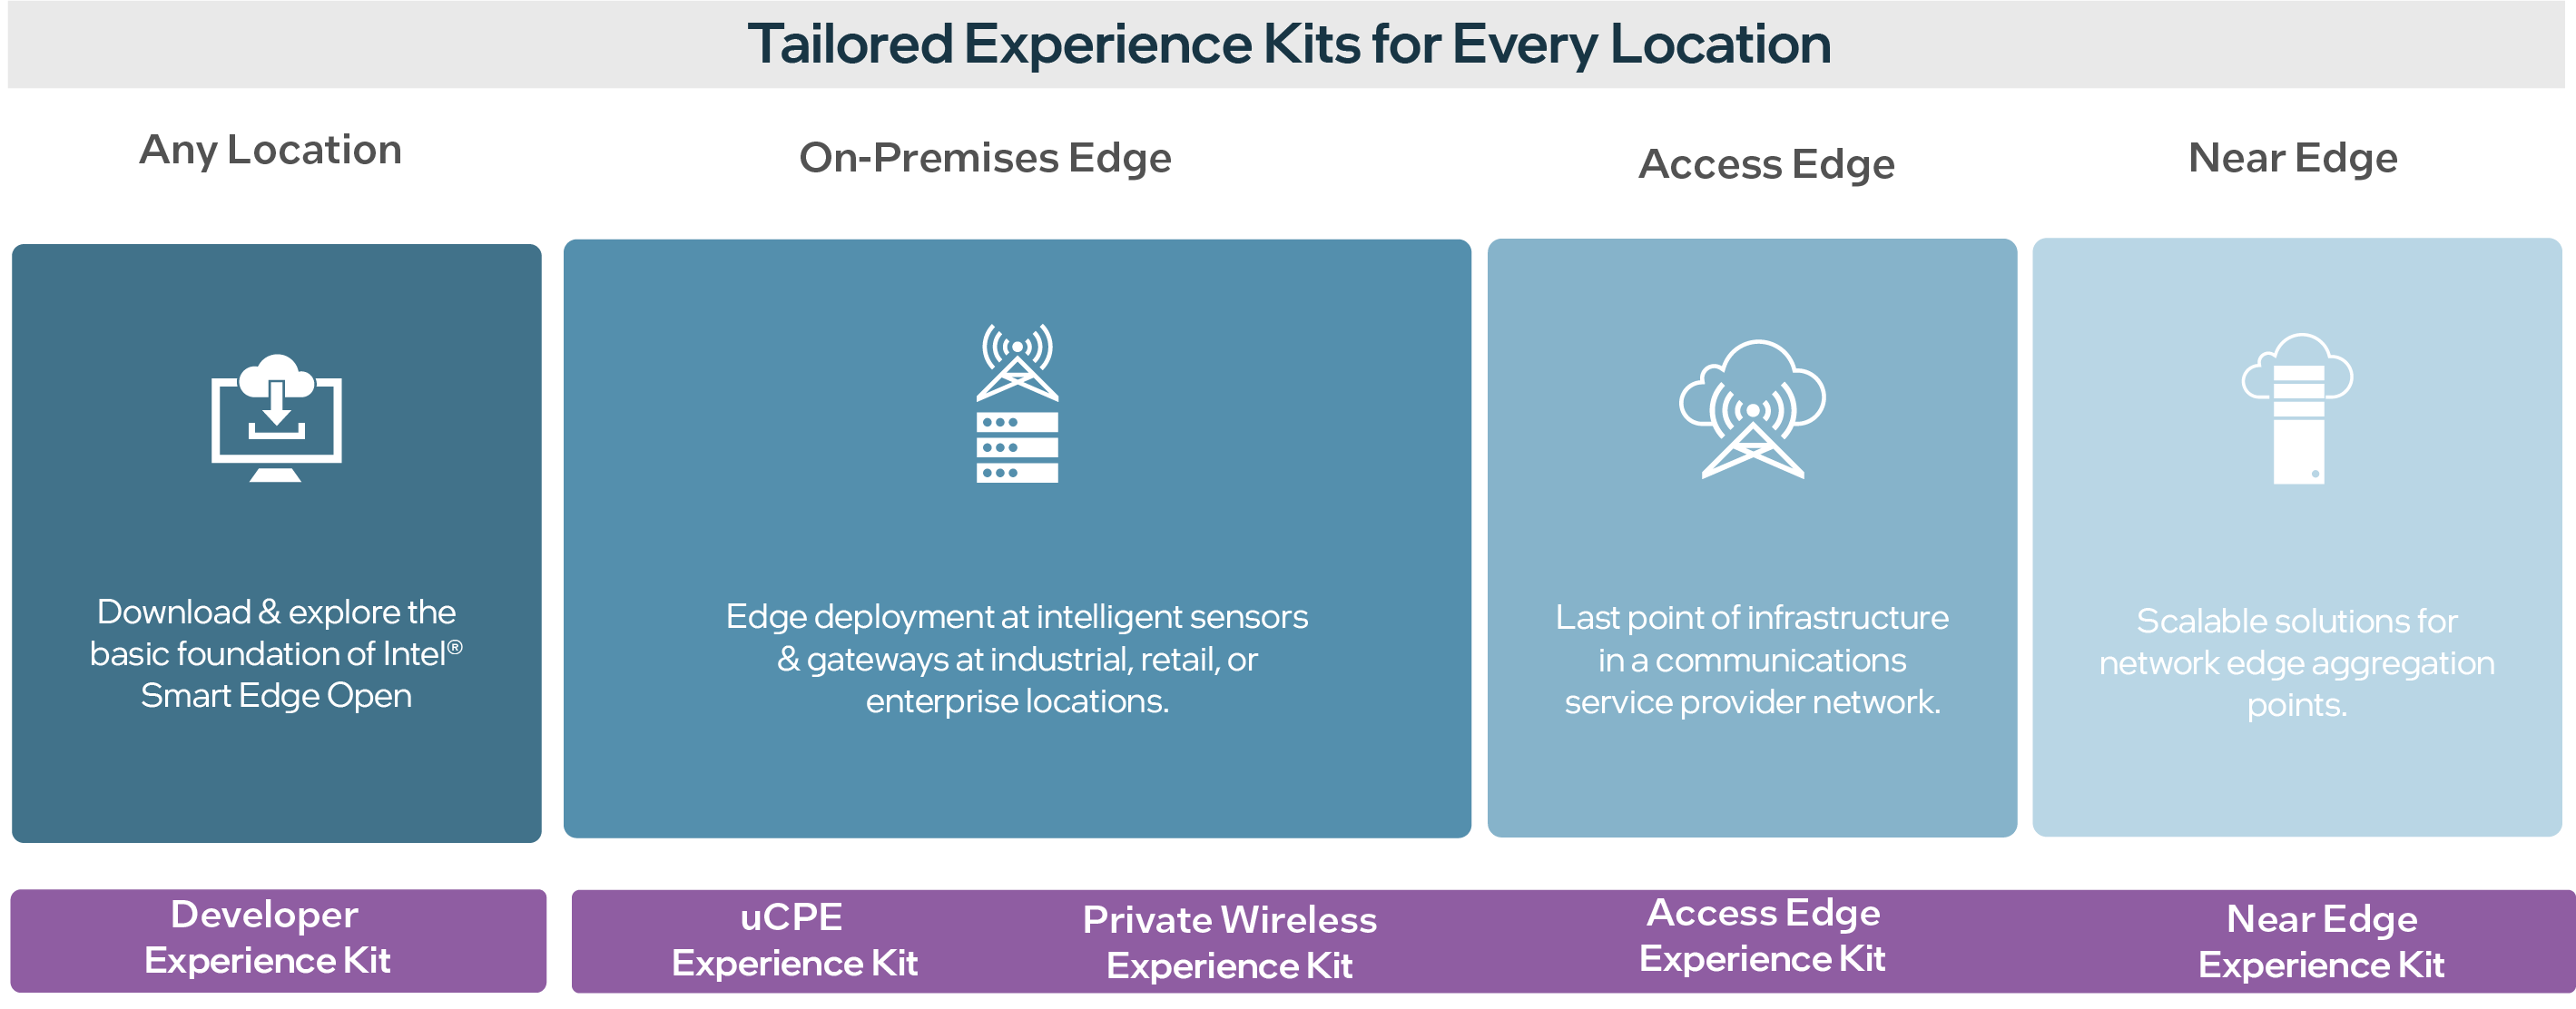 Tailored Experience Kits for Every Location
Any Location
On-Premises Edge
Access Edge
Near Edge
Download & explore the
basic foundation of Intel®
Smart Edge Open
Edge deployment at intelligent sensors
& gateways at industrial, retail, or
enterprise locations.
Last point of infrastructure
in a communications
service provider network.
Scalable solutions for
network edge aggregation
points.
Developer
Experience Kit
uCPE
Experience Kit
Private Wireless
Experience Kit
Access Edge
Experience Kit
Near Edge
Experience Kit